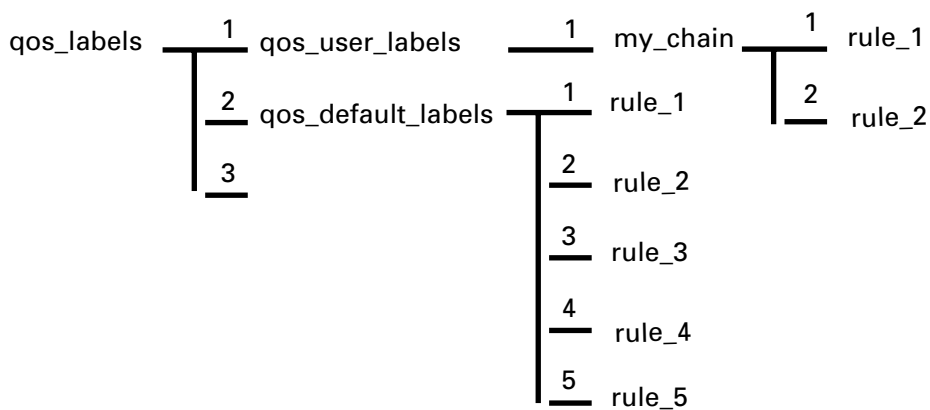 qos_labels 1 qos_user_labels 1 my_chain 1 rule_1
2 qos_default_labels 1 rule_1 2 rule_2
3 2 rule_2
3 rule_3
4 rule_4
5 rule_5